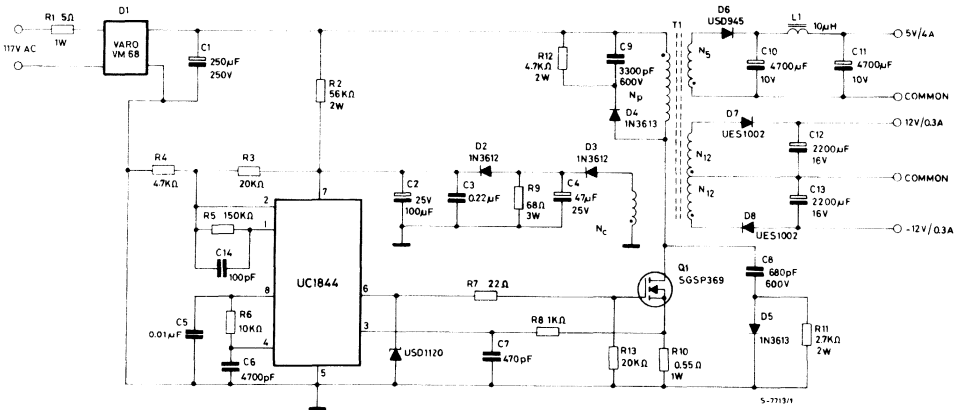 R1 5Ω
1W
117V AC
D1
VARO
VM 68
C1
250µF
250V
R2
56KΩ
2W
R12
4.7KΩ
2W
C9
3300pF
600V
Np
D4
1N3613
T1
N5
D6
USD945
L1
10µH
C10
4700µF
10V
C11
4700µF
10V
5V/4A
COMMON
D7
UES1002
12V/0.3A
N12
C12
2200µF
16V
COMMON
N12
C13
2200µF
16V
D8
UES1002
-12V/0.3A
R4
4.7KΩ
R3
20KΩ
7
2
R5 150KΩ
1
C14
100pF
UC1844
C2
25V
100µF
D2
1N3612
C3
0.22µF
R9
68Ω
3W
C4
47µF
25V
D3
1N3612
Nc
Q1
SGSP369
C8
680pF
600V
8
6
R7 22Ω
C5
0.01µF
R6
10KΩ
4
3
R8 1KΩ
C6
4700pF
5
USD1120
C7
470pF
R13
20KΩ
R10
0.55Ω
1W
D5
1N3613
R11
2.7KΩ
2W
S-7713/1